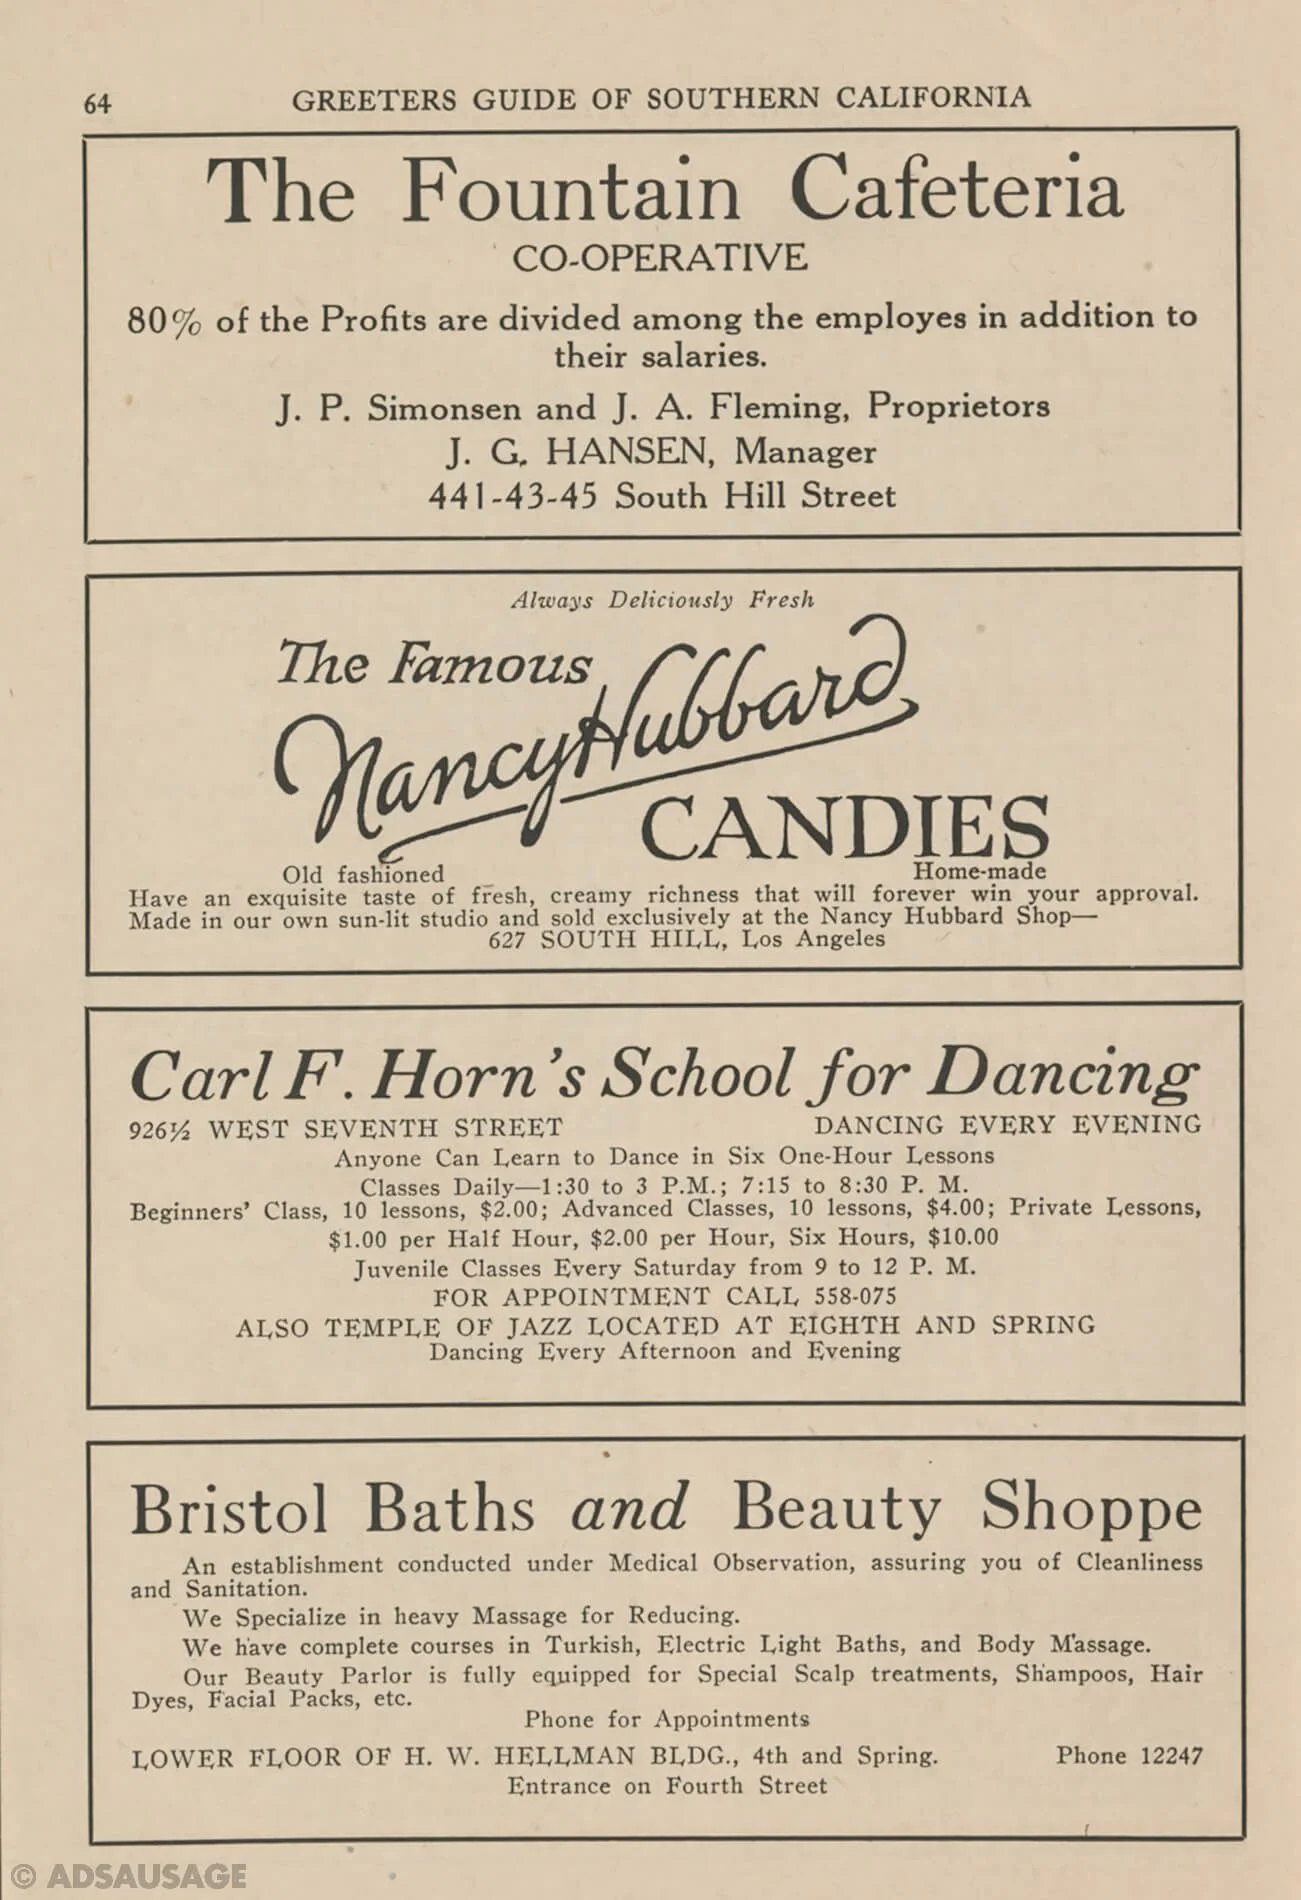 64 GREETERS GUIDE OF SOUTHERN CALIFORNIA
The Fountain Cafeteria
CO-OPERATIVE
80% of the Profits are divided among the employes in addition to
their salaries.
J. P. Simonsen and J. A. Fleming, Proprietors
J. G. HANSEN, Manager
441-43-45 South Hill Street
Always Deliciously Fresh
The Famous
Nancy Hubbard
CANDIES
Old fashioned Home-made
Have an exquisite taste of fresh, creamy richness that will forever win your approval.
Made in our own sun-lit studio and sold exclusively at the Nancy Hubbard Shop—
627 SOUTH HILL, Los Angeles
Carl F. Horn's School for Dancing
926½ WEST SEVENTH STREET DANCING EVERY EVENING
Anyone Can Learn to Dance in Six One-Hour Lessons
Classes Daily—1:30 to 3 P.M.; 7:15 to 8:30 P. M.
Beginners' Class, 10 lessons, $2.00; Advanced Classes, 10 lessons, $4.00; Private Lessons,
$1.00 per Half Hour, $2.00 per Hour, Six Hours, $10.00
Juvenile Classes Every Saturday from 9 to 12 P. M.
FOR APPOINTMENT CALL 558-075
ALSO TEMPLE OF JAZZ LOCATED AT EIGHTH AND SPRING
Dancing Every Afternoon and Evening
Bristol Baths and Beauty Shoppe
An establishment conducted under Medical Observation, assuring you of Cleanliness
and Sanitation.
We Specialize in heavy Massage for Reducing.
We have complete courses in Turkish, Electric Light Baths, and Body Massage.
Our Beauty Parlor is fully equipped for Special Scalp treatments, Shampoos, Hair
Dyes, Facial Packs, etc.
Phone for Appointments
LOWER FLOOR OF H. W. HELLMAN BLDG., 4th and Spring. Phone 12247
Entrance on Fourth Street
© ADSAUSAGE